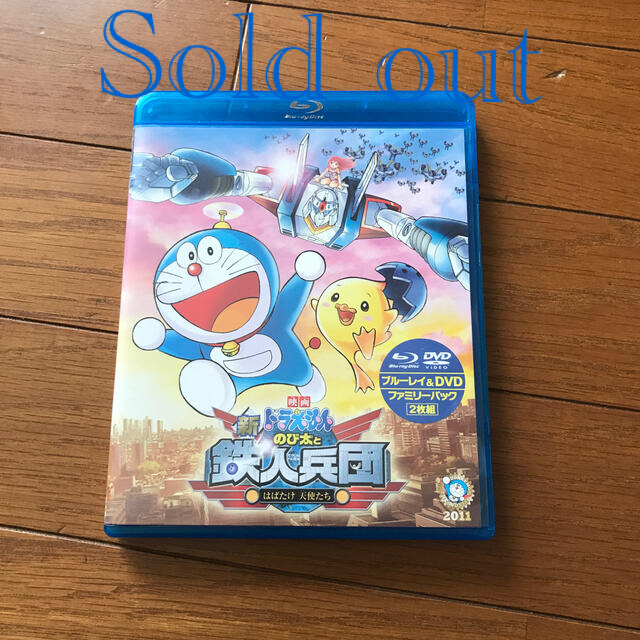 Sold out
Blu-ray Disc
Blu-ray Disc DVD VIDEO
ブルーレイ&DVD
ファミリーパック
2枚組
映画
新ドラえもん
のび太と
鉄人兵団
はばたけ 天使たち
2011